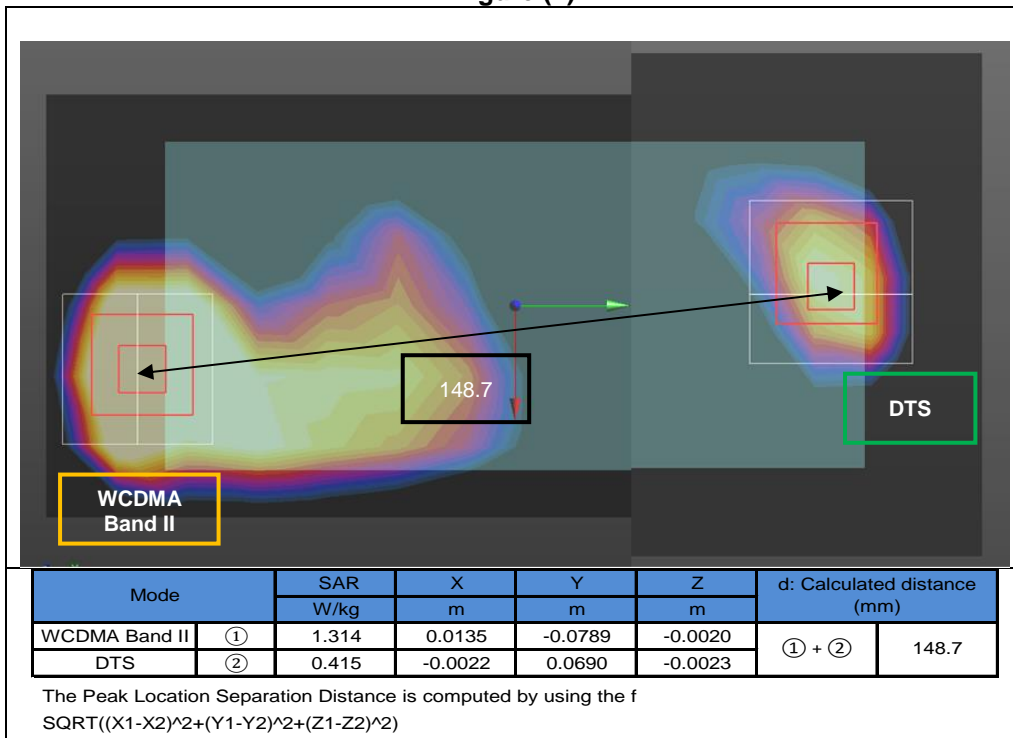 148.7
DTS
WCDMA
Band II
Mode SAR X Y Z d: Calculated distance
(mm)
W/kg m m m
WCDMA Band II ① 1.314 0.0135 -0.0789 -0.0020 ① + ② 148.7
DTS ② 0.415 -0.0022 0.0690 -0.0023
The Peak Location Separation Distance is computed by using the f
SQRT((X1-X2)^2+(Y1-Y2)^2+(Z1-Z2)^2)